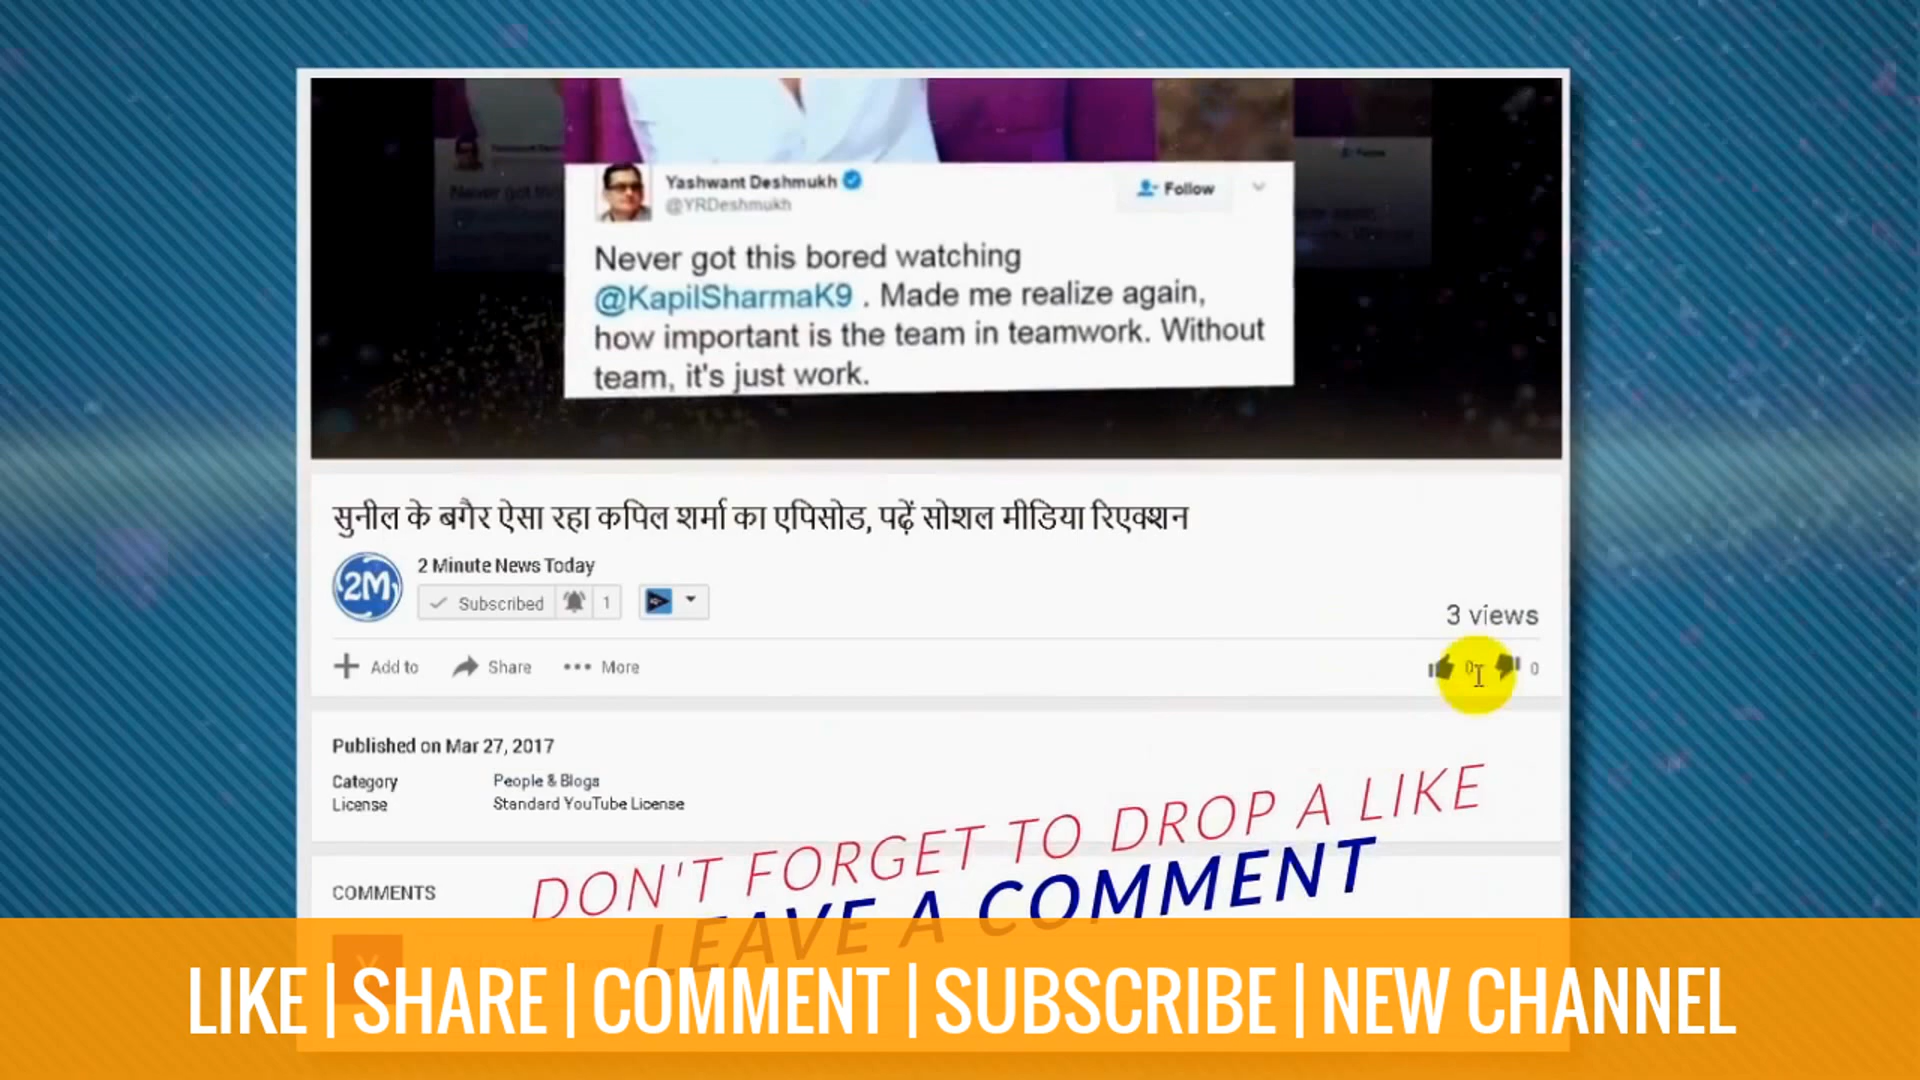 Yashwant Deshmukh
@YRDeshmukh
Follow
Never got this bored watching
@KapilSharmaK9 . Made me realize again,
how important is the team in teamwork. Without
team, it's just work.
सुनील के बगैर ऐसा रहा कपिल शर्मा का एपिसोड, पढ़ें सोशल मीडिया रिएक्शन
2M
2 Minute News Today
Subscribed 1
3 views
Add to Share More 0 0
Published on Mar 27, 2017
Category People & Blogs
License Standard YouTube License
DON'T FORGET TO DROP A LIKE
LEAVE A COMMENT
COMMENTS
LIKE | SHARE | COMMENT | SUBSCRIBE | NEW CHANNEL